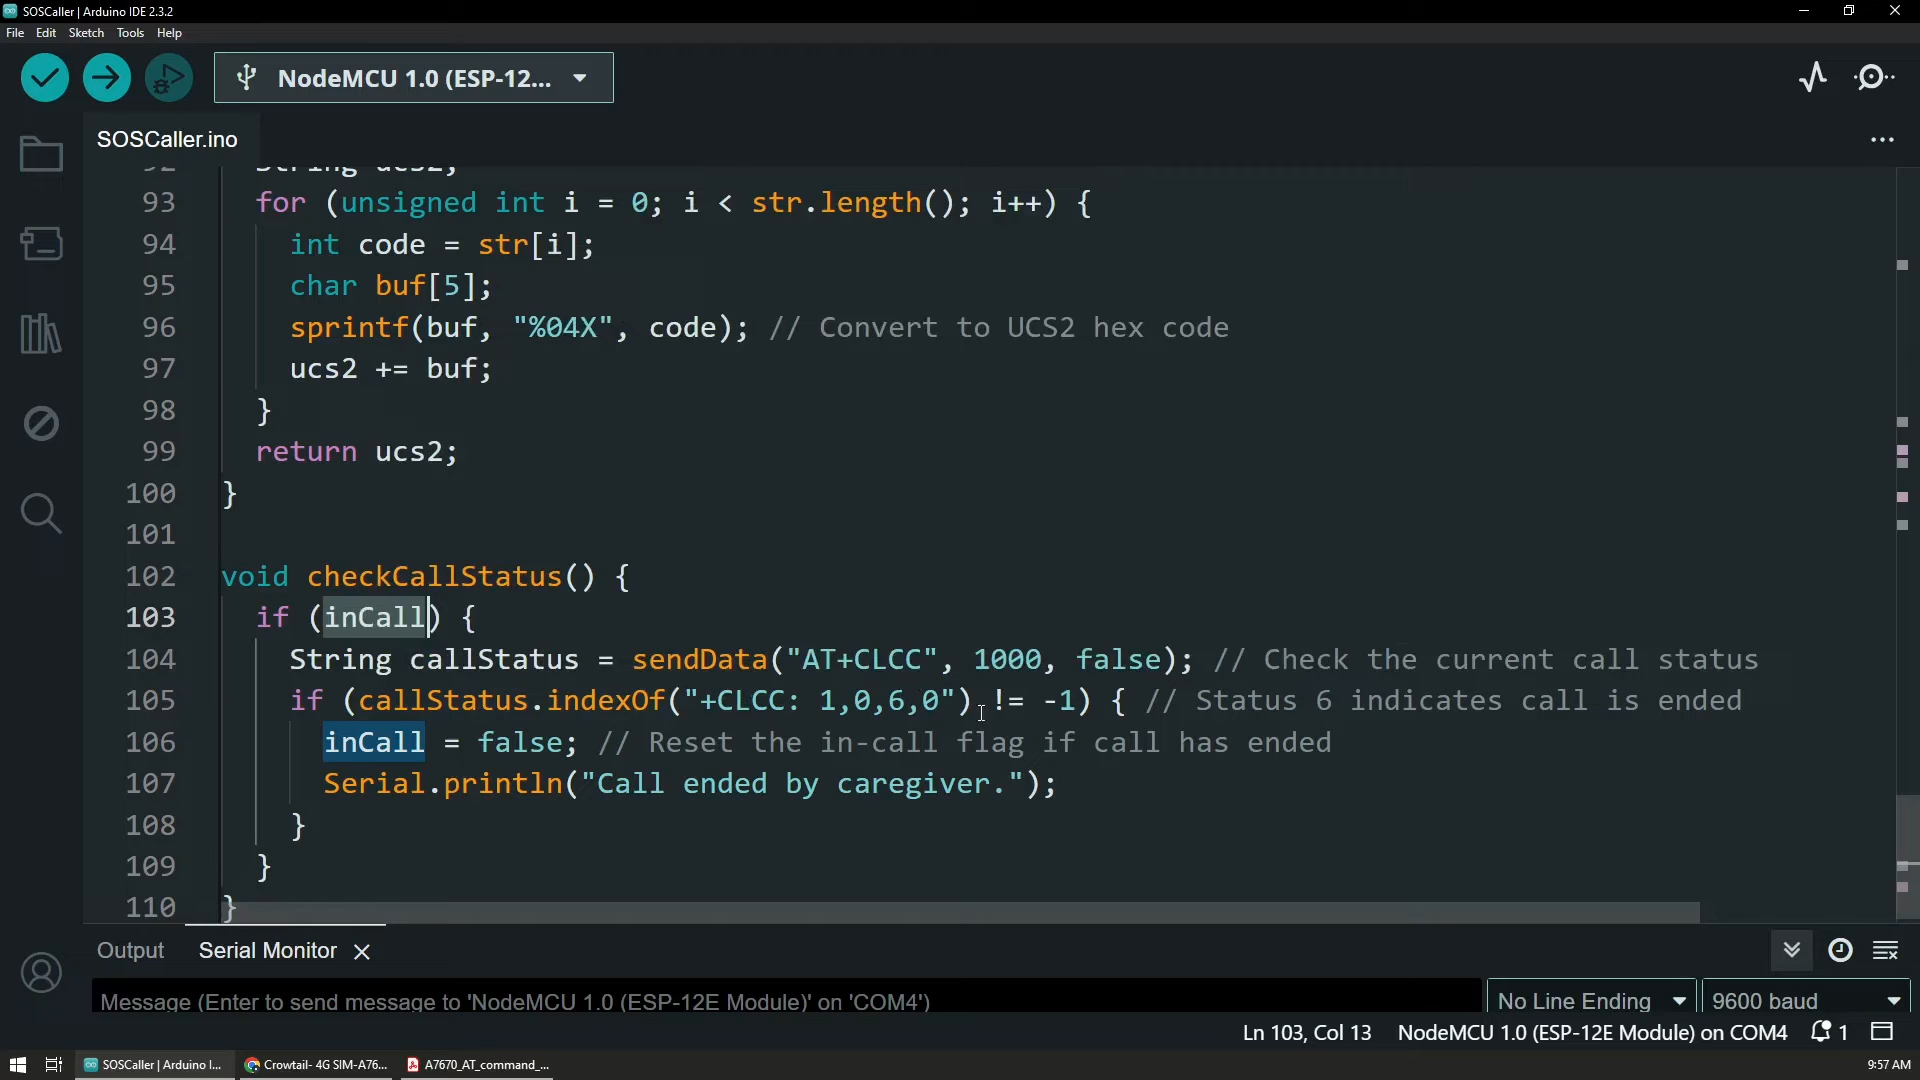 SOSCaller | Arduino IDE 2.3.2
File Edit Sketch Tools Help
NodeMCU 1.0 (ESP-12...
SOSCaller.ino
92 String ucs2;
93 for (unsigned int i = 0; i < str.length(); i++) {
94 int code = str[i];
95 char buf[5];
96 sprintf(buf, "%04X", code); // Convert to UCS2 hex code
97 ucs2 += buf;
98 }
99 return ucs2;
100 }
101
102 void checkCallStatus() {
103 if (inCall) {
104 String callStatus = sendData("AT+CLCC", 1000, false); // Check the current call status
105 if (callStatus.indexOf("+CLCC: 1,0,6,0") != -1) { // Status 6 indicates call is ended
106 inCall = false; // Reset the in-call flag if call has ended
107 Serial.println("Call ended by caregiver.");
108 }
109 }
110 }
Output Serial Monitor
Message (Enter to send message to 'NodeMCU 1.0 (ESP-12E Module)' on 'COM4') No Line Ending 9600 baud
Ln 103, Col 13 NodeMCU 1.0 (ESP-12E Module) on COM4 1
SOSCaller | Arduino I... Crowtail- 4G SIM-A76... A7670_AT_command_... 9:57 AM